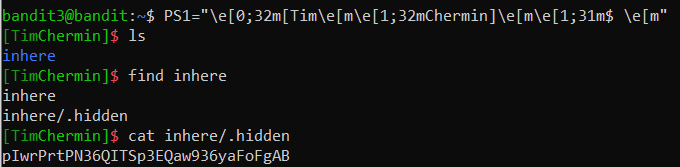 bandit3@bandit:~$ PS1="\e[0;32m[Tim\e[m\e[1;32mChermin]\e[m\e[1;31m$ \e[m"
[TimChermin]$ ls
inhere
[TimChermin]$ find inhere
inhere
inhere/.hidden
[TimChermin]$ cat inhere/.hidden
pIwrPrtPN36QITSp3EQaw936yaFoFgAB